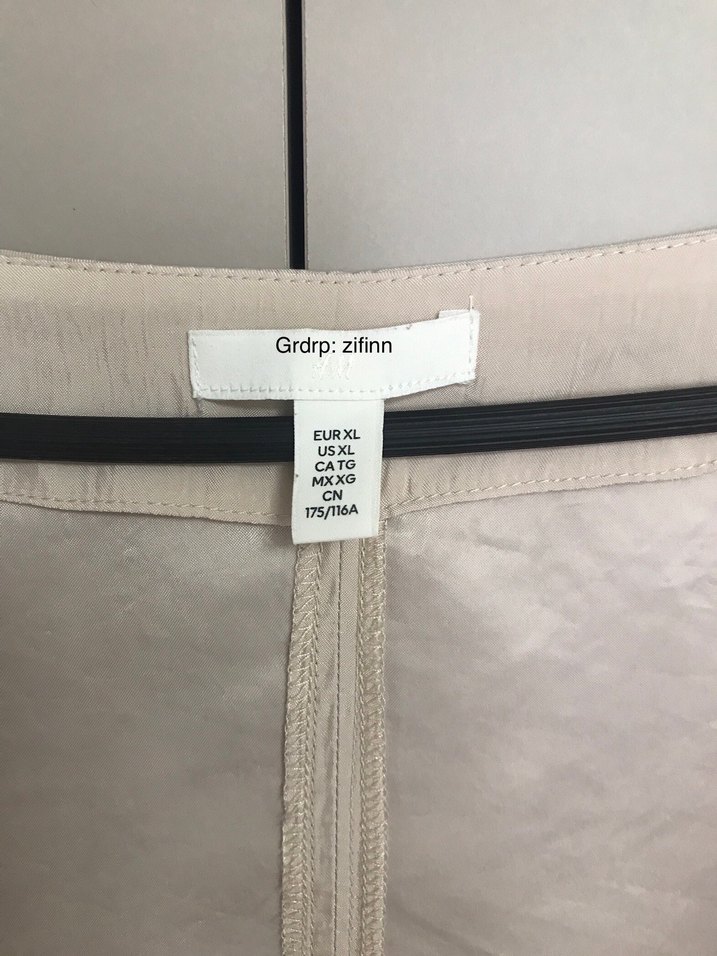 Grdrp: zifinn
EUR XL
US XL
CA TG
MX XG
CN
175/116A